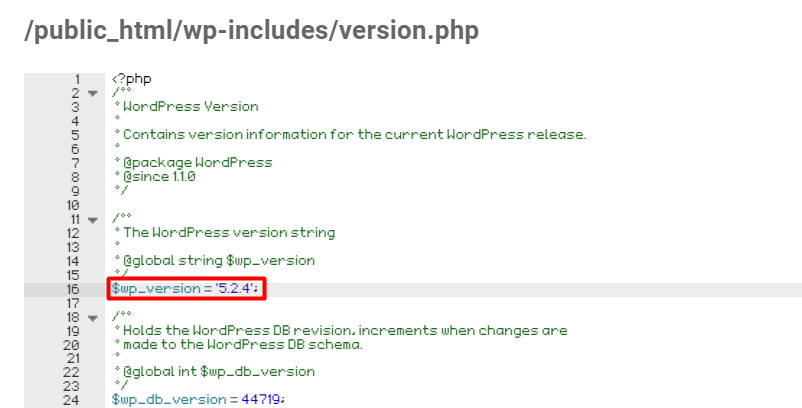 /public_html/wp-includes/version.php
1 <?php
2 /**
3 * WordPress Version
4 *
5 * Contains version information for the current WordPress release.
6 *
7 * @package WordPress
8 * @since 1.1.0
9 */
10
11 /**
12 * The WordPress version string
13 *
14 * @global string $wp_version
15 */
16 $wp_version = '5.2.4';
17
18 /**
19 * Holds the WordPress DB revision, increments when changes are
20 * made to the WordPress DB schema.
21 *
22 * @global int $wp_db_version
23 */
24 $wp_db_version = 44719;